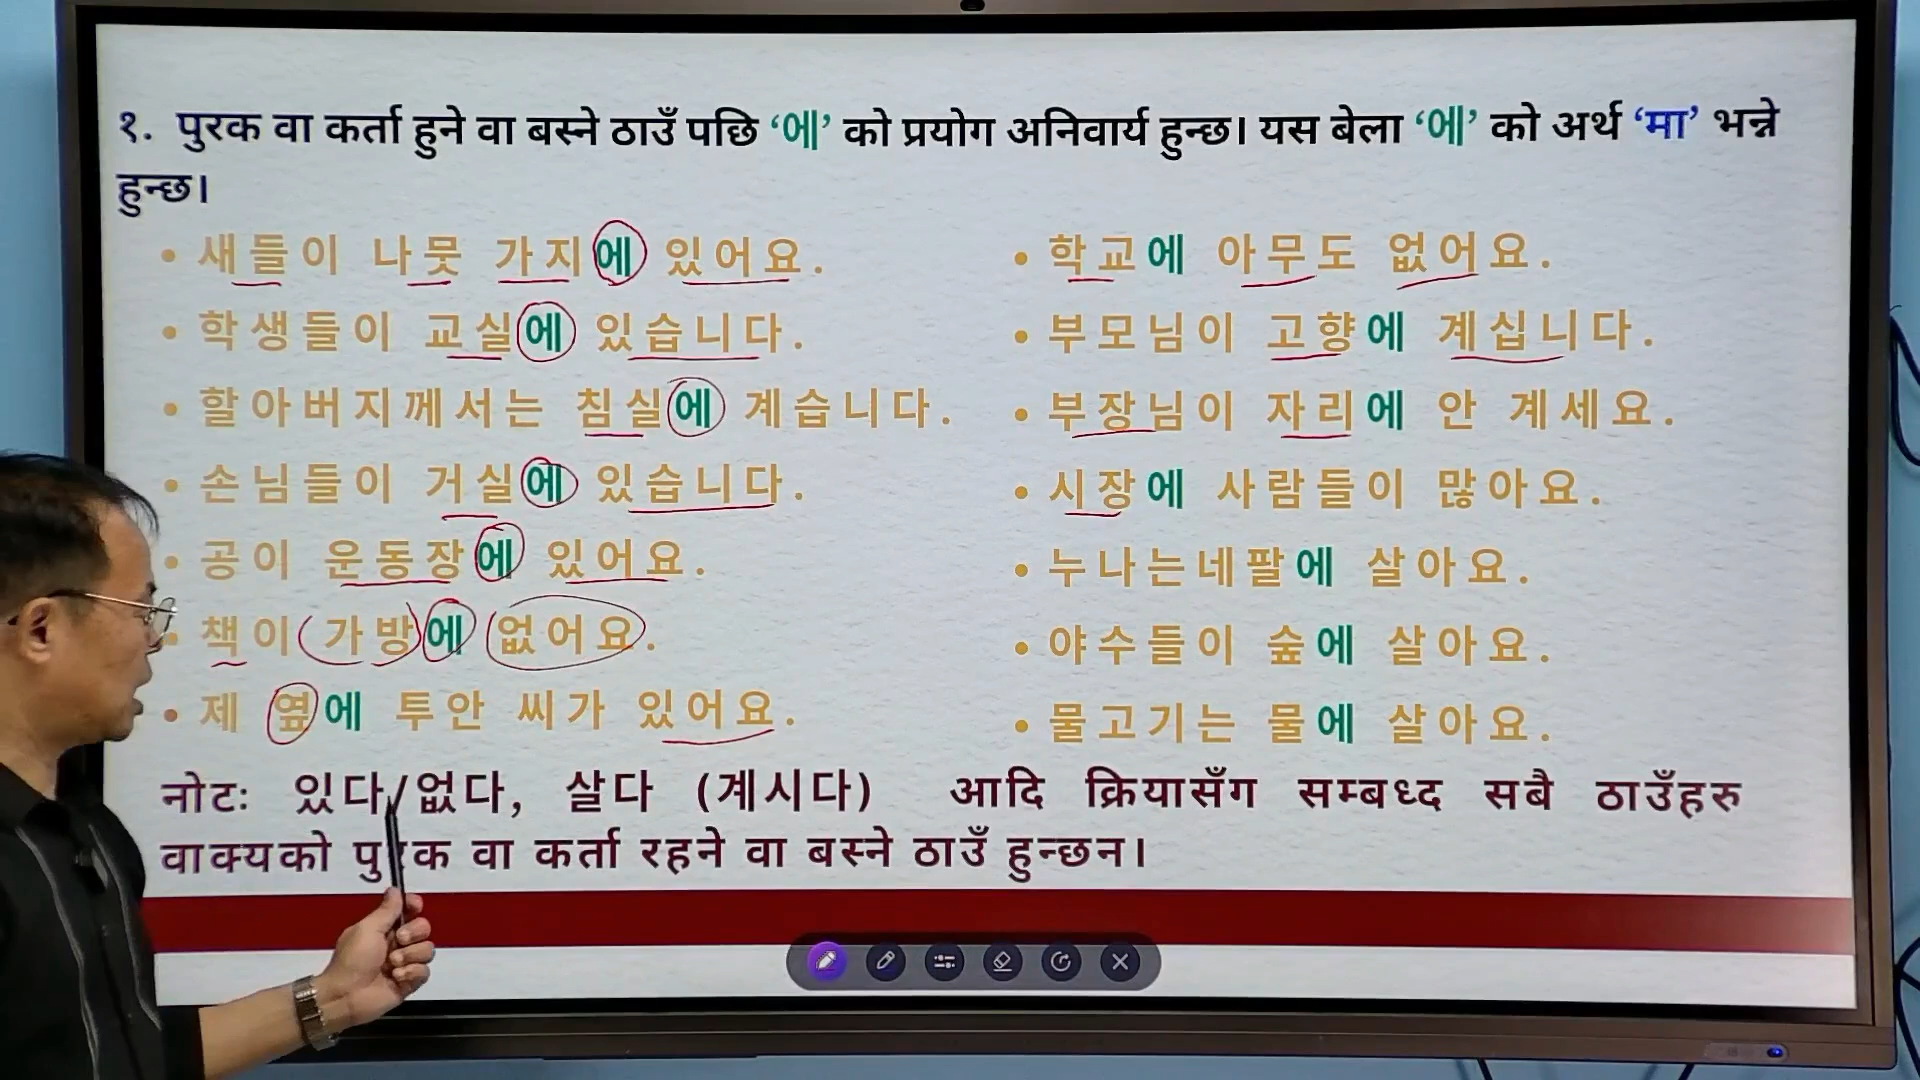 १. पुरक वा कर्ता हुने वा बस्ने ठाउँ पछि ‘에’ को प्रयोग अनिवार्य हुन्छ। यस बेला ‘에’ को अर्थ ‘मा’ भन्ने
हुन्छ।
• 새들이 나뭇 가지에 있어요.
• 학생들이 교실에 있습니다.
• 할아버지께서는 침실에 계습니다.
• 손님들이 거실에 있습니다.
• 공이 운동장에 있어요.
• 책이 가방에 없어요.
• 제 옆에 투안 씨가 있어요.
• 학교에 아무도 없어요.
• 부모님이 고향에 계십니다.
• 부장님이 자리에 안 계세요.
• 시장에 사람들이 많아요.
• 누나는네팔에 살아요.
• 야수들이 숲에 살아요.
• 물고기는 물에 살아요.
नोटः 있다/없다, 살다 (계시다) आदि क्रियासँग सम्बध्द सबै ठाउँहरु
वाक्यको पुरक वा कर्ता रहने वा बस्ने ठाउँ हुन्छन।